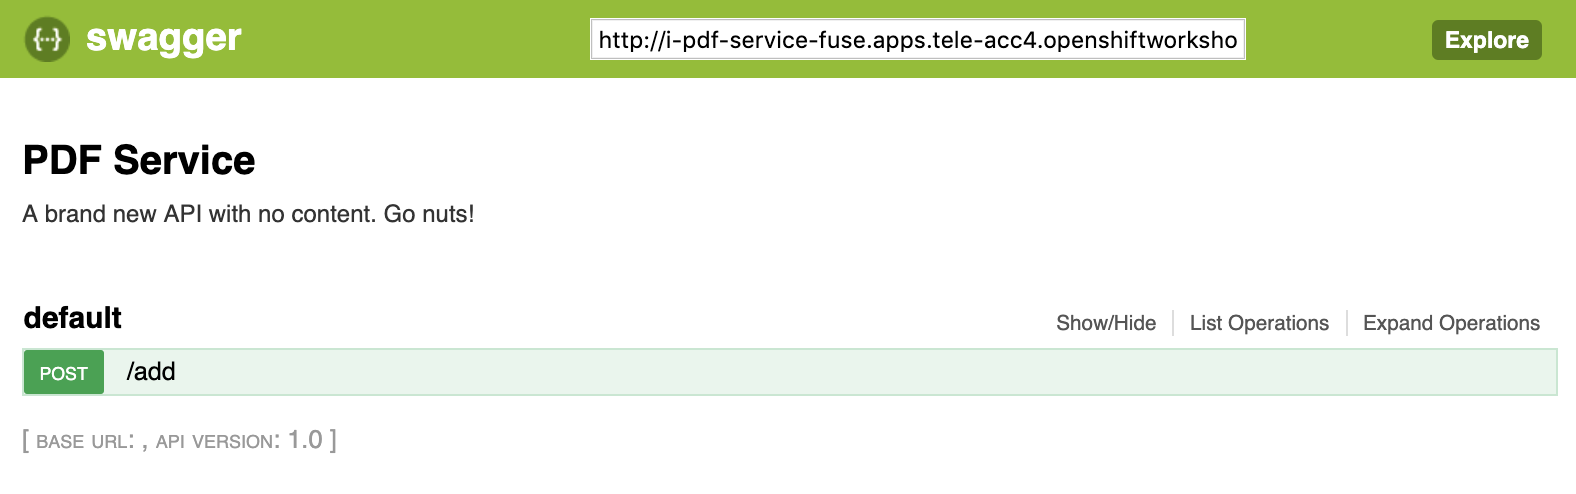 {···} swagger
http://i-pdf-service-fuse.apps.tele-acc4.openshiftworksho
Explore
PDF Service
A brand new API with no content. Go nuts!
default
Show/Hide List Operations Expand Operations
POST /add
[ BASE URL: , API VERSION: 1.0 ]